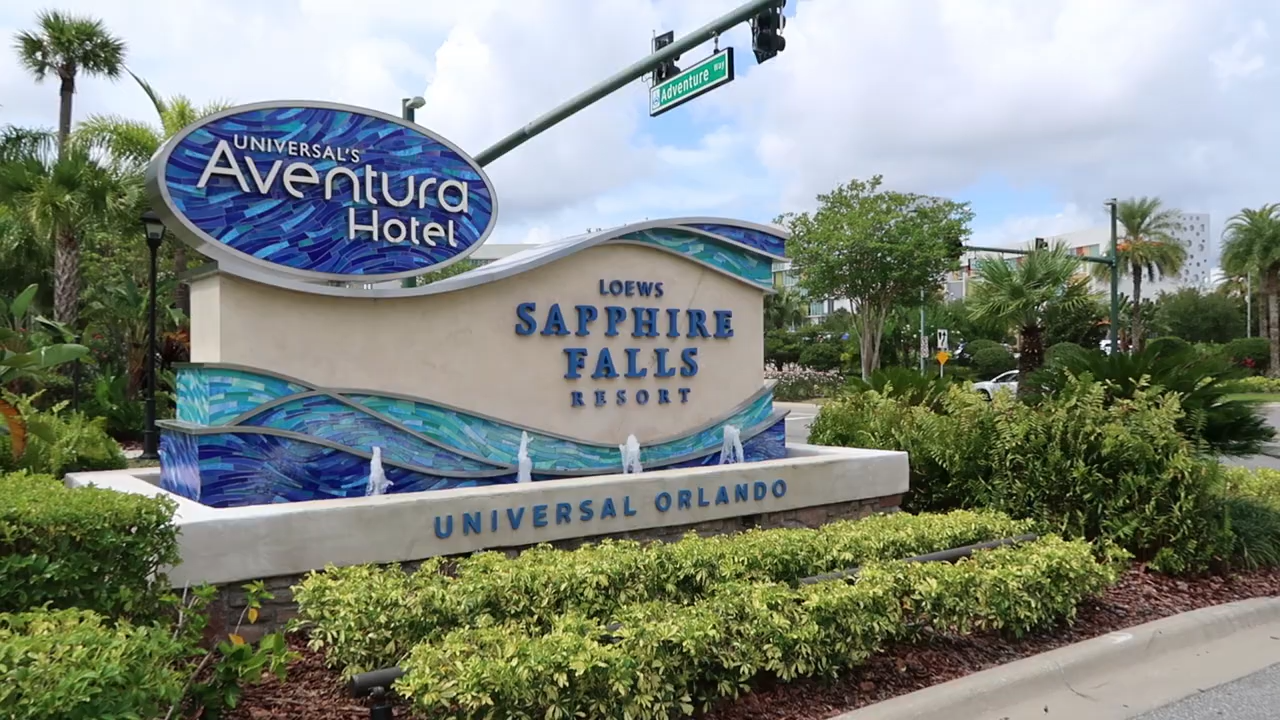 Adventure Way
UNIVERSAL'S
Aventura
Hotel
LOEWS
SAPPHIRE
FALLS
RESORT
UNIVERSAL ORLANDO